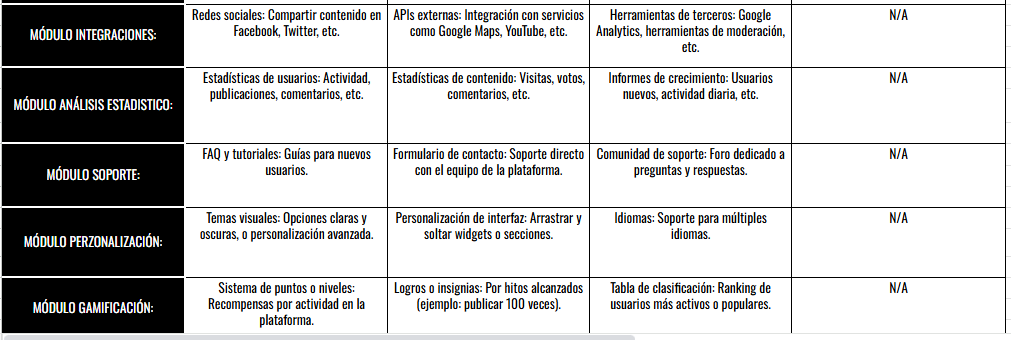 MÓDULO INTEGRACIONES:
Redes sociales: Compartir contenido en
Facebook, Twitter, etc.
APIs externas: Integración con servicios
como Google Maps, YouTube, etc.
Herramientas de terceros: Google
Analytics, herramientas de moderación,
etc.
N/A
MÓDULO ANÁLISIS ESTADISTICO:
Estadísticas de usuarios: Actividad,
publicaciones, comentarios, etc.
Estadísticas de contenido: Visitas, votos,
comentarios, etc.
Informes de crecimiento: Usuarios
nuevos, actividad diaria, etc.
N/A
MÓDULO SOPORTE:
FAQ y tutoriales: Guías para nuevos
usuarios.
Formulario de contacto: Soporte directo
con el equipo de la plataforma.
Comunidad de soporte: Foro dedicado a
preguntas y respuestas.
N/A
MÓDULO PERZONALIZACIÓN:
Temas visuales: Opciones claras y
oscuras, o personalización avanzada.
Personalización de interfaz: Arrastrar y
soltar widgets o secciones.
Idiomas: Soporte para múltiples
idiomas.
N/A
MÓDULO GAMIFICACIÓN:
Sistema de puntos o niveles:
Recompensas por actividad en la
plataforma.
Logros o insignias: Por hitos alcanzados
(ejemplo: publicar 100 veces).
Tabla de clasificación: Ranking de
usuarios más activos o populares.
N/A